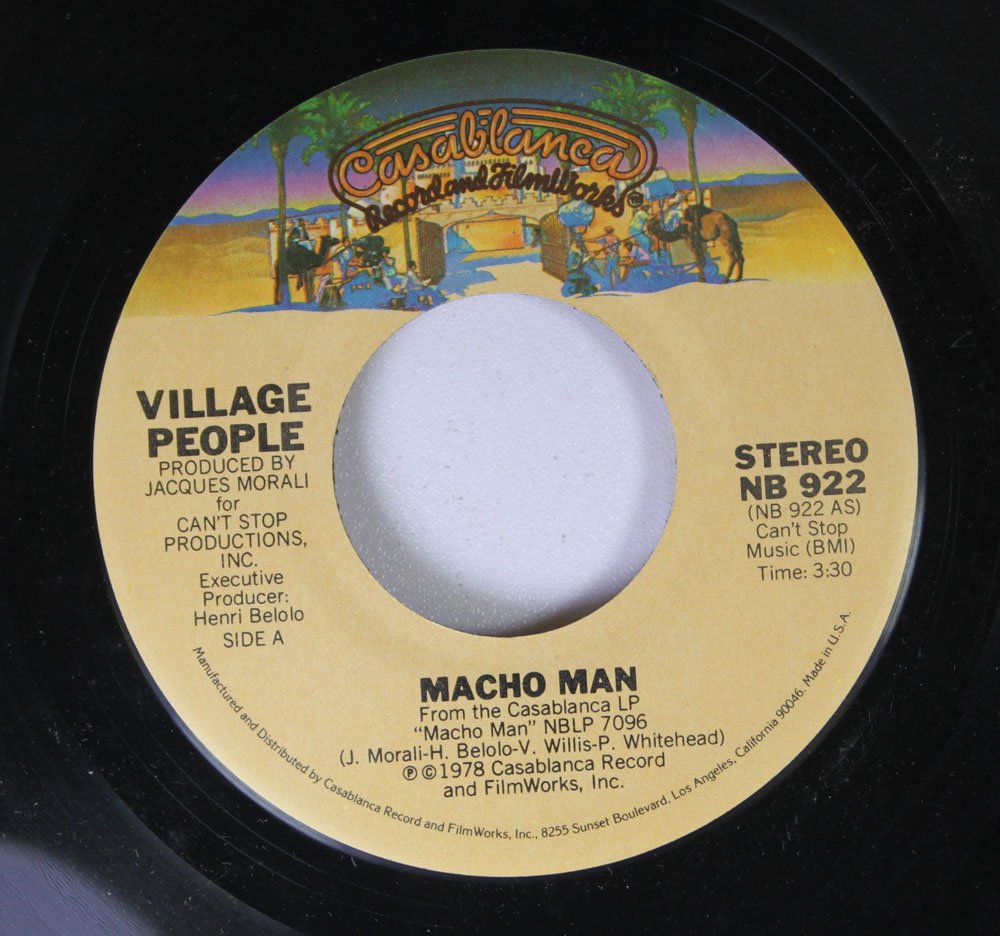 Casablanca
Record and FilmWorks®
VILLAGE
PEOPLE
PRODUCED BY
JACQUES MORALI
for
CAN'T STOP
PRODUCTIONS,
INC.
Executive
Producer:
Henri Belolo
SIDE A
STEREO
NB 922
(NB 922 AS)
Can't Stop
Music (BMI)
Time: 3:30
MACHO MAN
From the Casablanca LP
"Macho Man" NBLP 7096
(J. Morali-H. Belolo-V. Willis-P. Whitehead)
℗©1978 Casablanca Record
and FilmWorks, Inc.
Manufactured and Distributed by Casablanca Record and FilmWorks, Inc., 8255 Sunset Boulevard, Los Angeles, California 90046. Made in U.S.A.